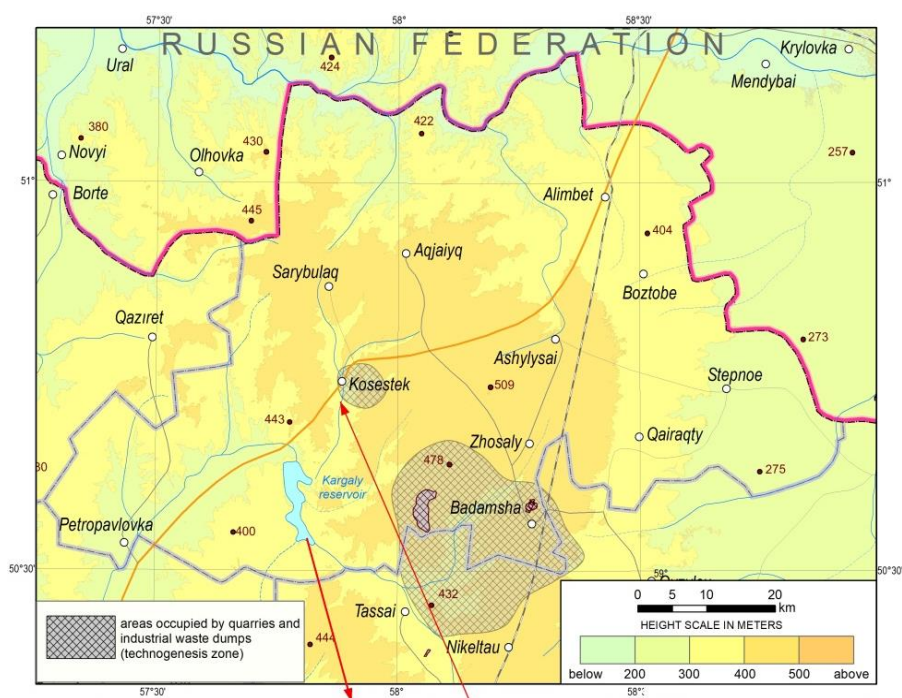 57°30'
58°
58°30'
RUSSIAN FEDERATION
Ural
424
Krylovka
Mendybai
380
430
422
257
Novyi
Olhovka
51°
51°
Borte
Alimbet
445
404
Aqjaiyq
Sarybulaq
Boztobe
Qazıret
273
Ashylysai
Kosestek
509
Stepnoe
443
Zhosaly
Qairaqty
478
275
Kargaly
reservoir
Badamsha
Petropavlovka
400
50°30'
50°30'
59°
432
Tassai
444
Nikeltau
areas occupied by quarries and
industrial waste dumps
(technogenesis zone)
0 5 10 20
km
HEIGHT SCALE IN METERS
below 200 300 400 500 above
57°30'
58°
58°